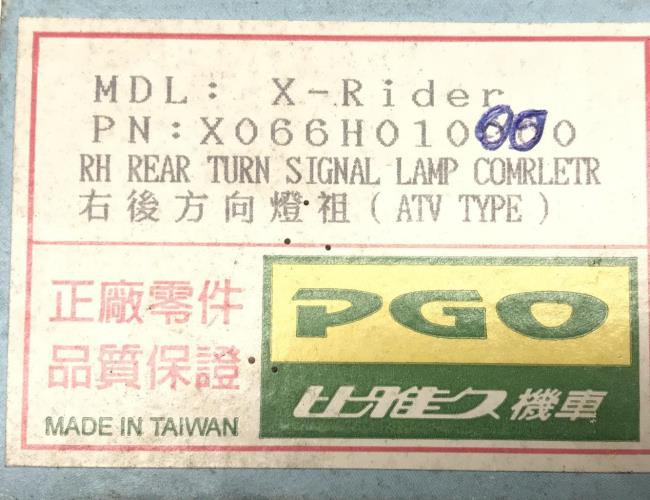 MDL: X-Rider
PN:X066H010000
RH REAR TURN SIGNAL LAMP COMRLETR
右後方向燈祖(ATV TYPE)
正廠零件
品質保證
MADE IN TAIWAN
PGO
比雅久機車